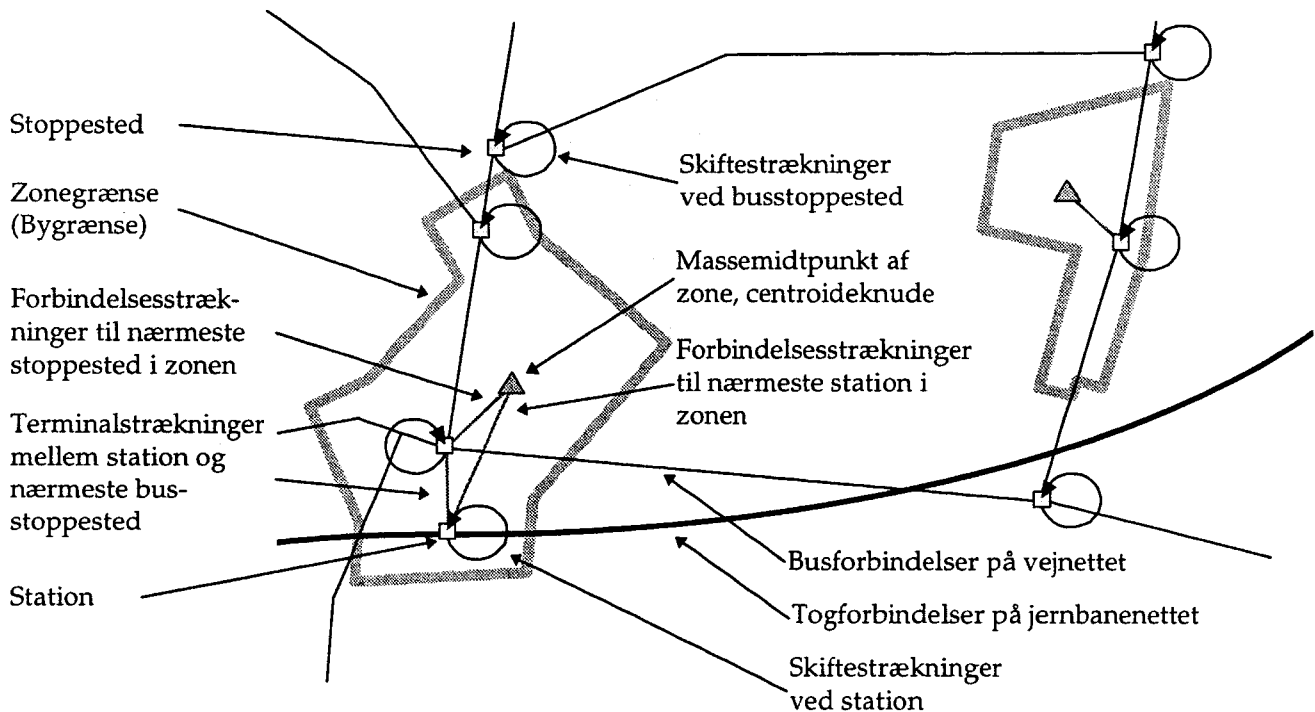 Stoppested
Zonegrænse
(Bygrænse)
Forbindelsesstræk-
ninger til nærmeste
stoppested i zonen
Terminalstrækninger
mellem station og
nærmeste bus-
stoppested
Station
Skiftestrækninger
ved busstoppested
Massemidtpunkt af
zone, centroideknude
Forbindelsesstrækninger
til nærmeste station i
zonen
Busforbindelser på vejnettet
Togforbindelser på jernbanenettet
Skiftestrækninger
ved station